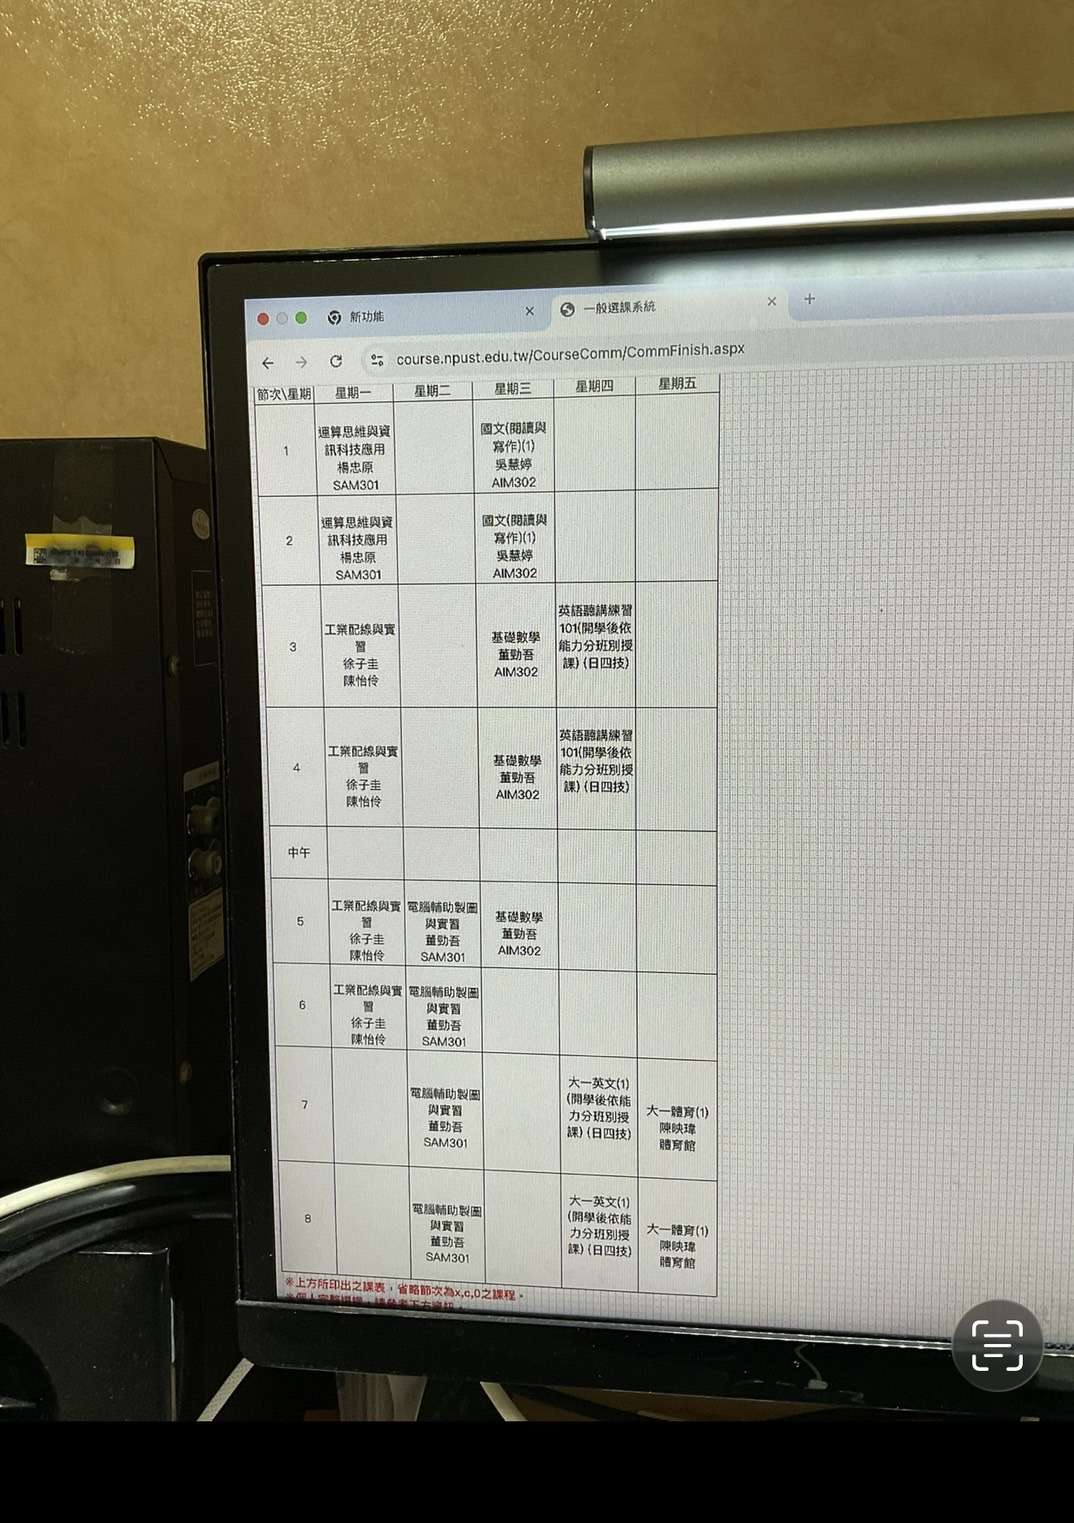 新功能
一般選課系統
course.npust.edu.tw/CourseComm/CommFinish.aspx
節次\星期 星期一 星期二 星期三 星期四 星期五
1
運算思維與資
訊科技應用
楊忠原
SAM301
國文(閱讀與
寫作)(1)
吳慧婷
AIM302
2
運算思維與資
訊科技應用
楊忠原
SAM301
國文(閱讀與
寫作)(1)
吳慧婷
AIM302
3
工業配線與實
習
徐子圭
陳怡伶
基礎數學
董勁吾
AIM302
英語聽講練習
101(開學後依
能力分班別授
課) (日四技)
4
工業配線與實
習
徐子圭
陳怡伶
基礎數學
董勁吾
AIM302
英語聽講練習
101(開學後依
能力分班別授
課) (日四技)
中午
5
工業配線與實
習
徐子圭
陳怡伶
電腦輔助製圖
與實習
董勁吾
SAM301
基礎數學
董勁吾
AIM302
6
工業配線與實
習
徐子圭
陳怡伶
電腦輔助製圖
與實習
董勁吾
SAM301
7
電腦輔助製圖
與實習
董勁吾
SAM301
大一英文(1)
(開學後依能
力分班別授
課) (日四技)
大一體育(1)
陳映瑋
體育館
8
電腦輔助製圖
與實習
董勁吾
SAM301
大一英文(1)
(開學後依能
力分班別授
課) (日四技)
大一體育(1)
陳映瑋
體育館
※上方所印出之課表，省略節次為x,c,0之課程。